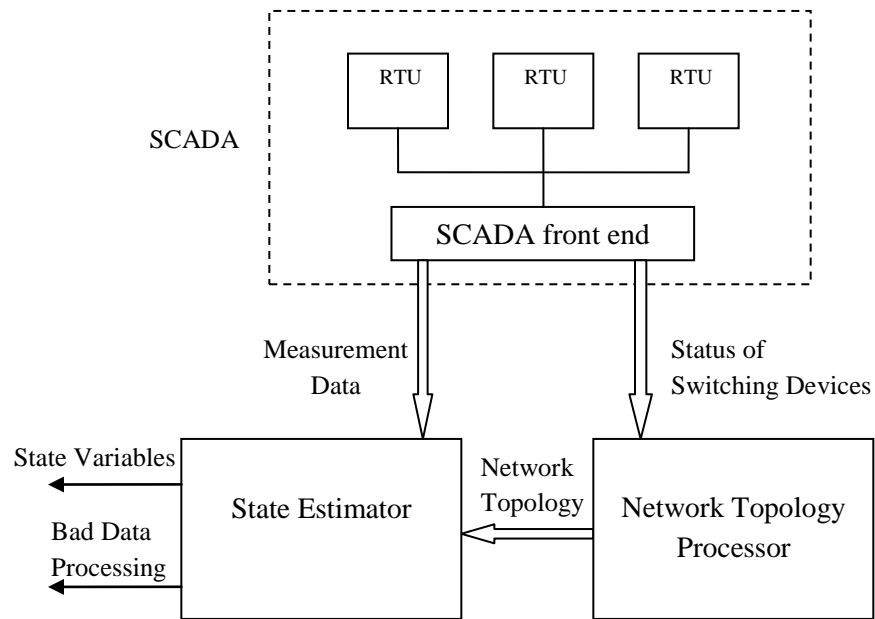 RTU
RTU
RTU
SCADA
SCADA front end
Measurement
Data
Status of
Switching Devices
State Variables
Bad Data
Processing
State Estimator
Network
Topology
Network Topology
Processor